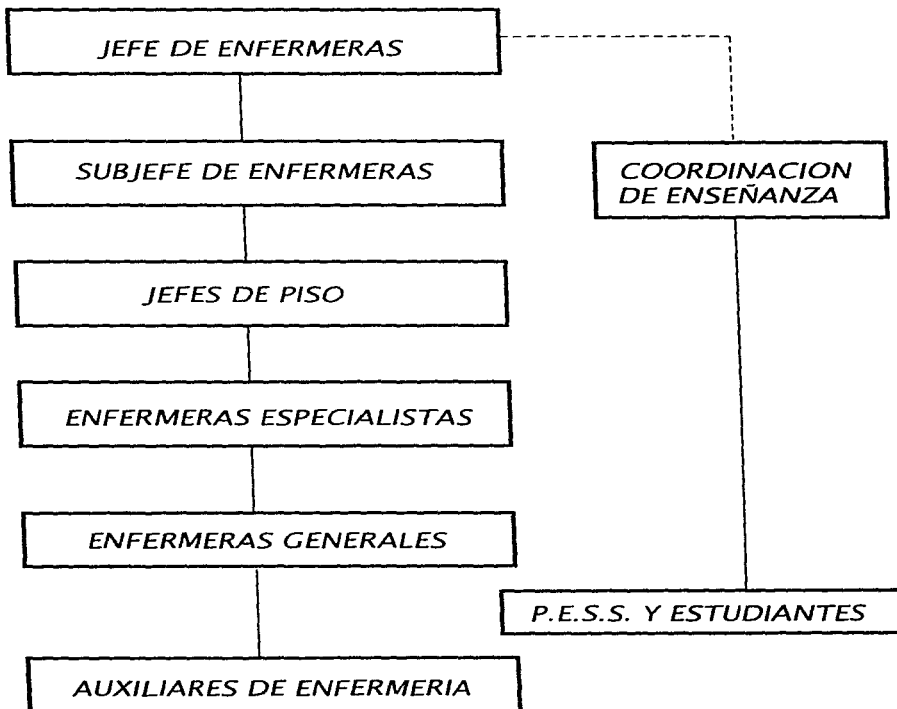 JEFE DE ENFERMERAS
SUBJEFE DE ENFERMERAS
COORDINACION
DE ENSEÑANZA
JEFES DE PISO
ENFERMERAS ESPECIALISTAS
ENFERMERAS GENERALES
P.E.S.S. Y ESTUDIANTES
AUXILIARES DE ENFERMERIA